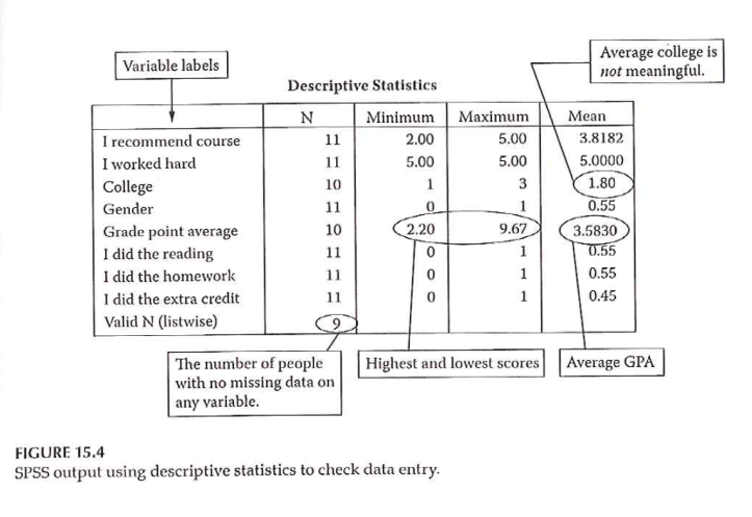 Variable labels
Average college is
not meaningful.
Descriptive Statistics
N Minimum Maximum Mean
I recommend course 11 2.00 5.00 3.8182
I worked hard 11 5.00 5.00 5.0000
College 10 1 3 1.80
Gender 11 0 1 0.55
Grade point average 10 2.20 9.67 3.5830
I did the reading 11 0 1 0.55
I did the homework 11 0 1 0.55
I did the extra credit 11 0 1 0.45
Valid N (listwise) 9
The number of people
with no missing data on
any variable.
Highest and lowest scores
Average GPA
FIGURE 15.4
SPSS output using descriptive statistics to check data entry.